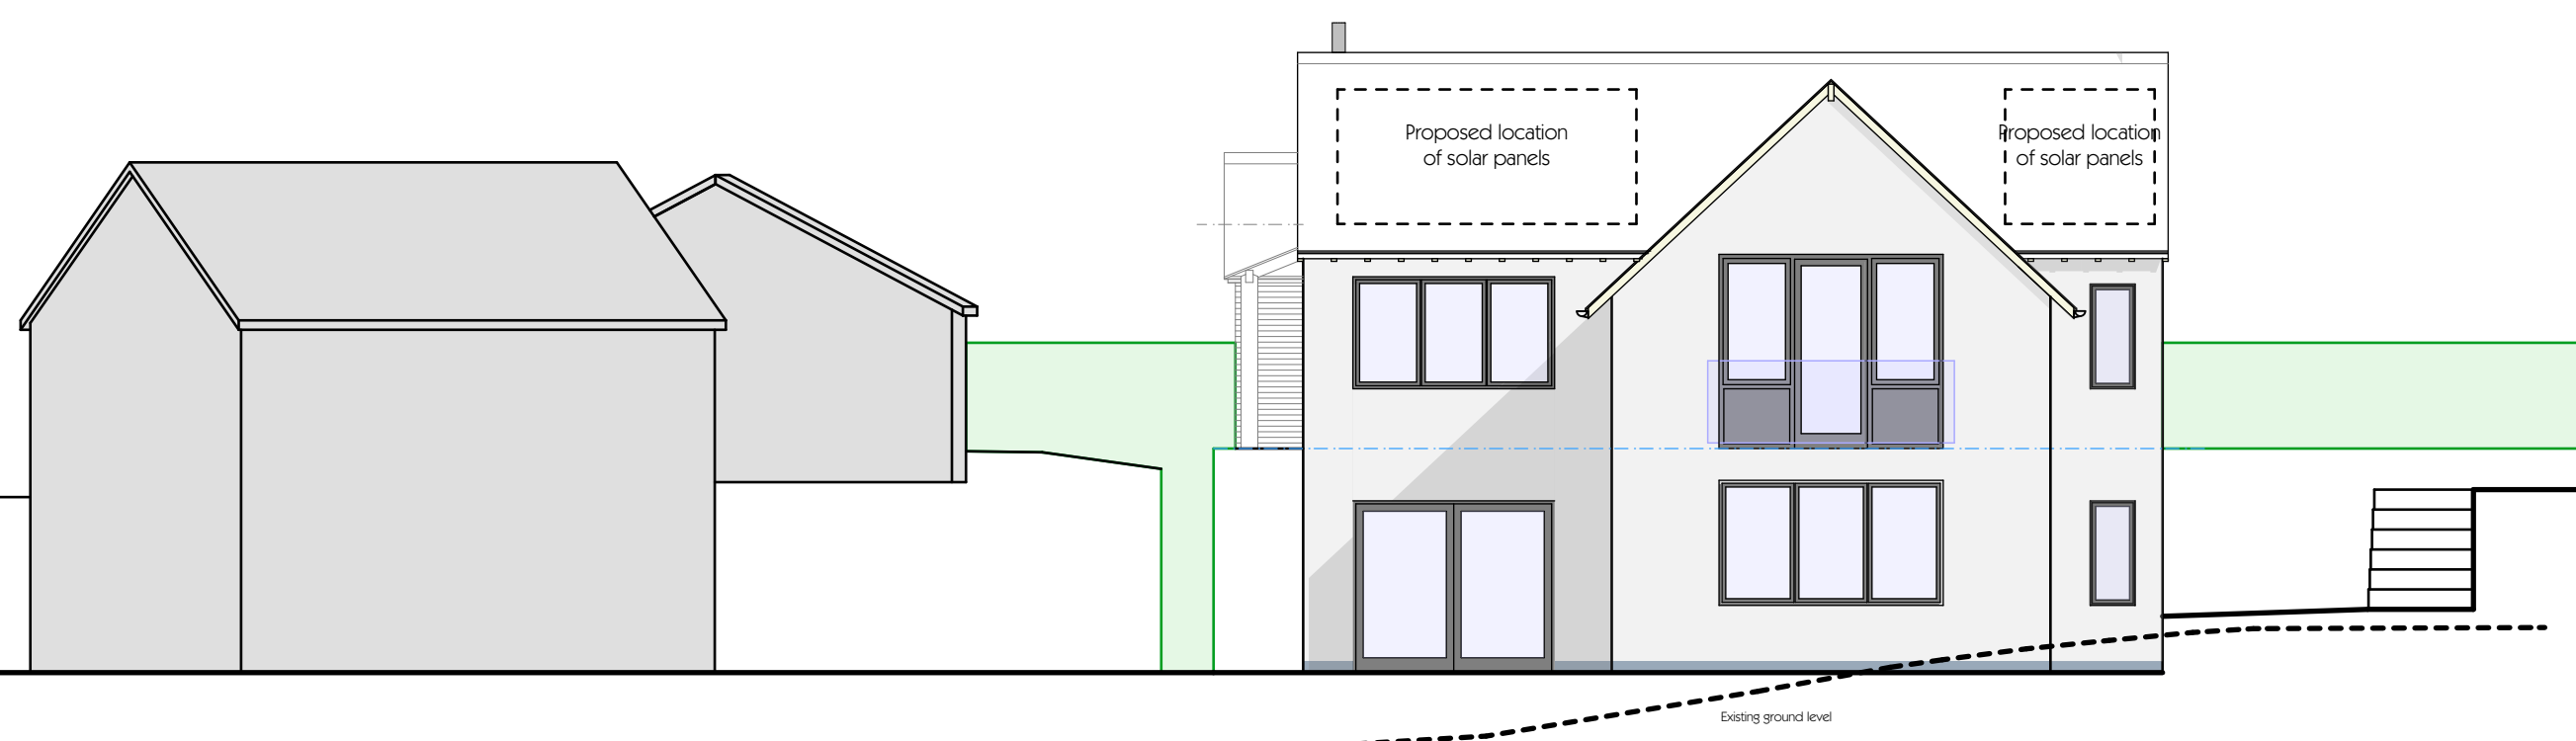 Proposed location
of solar panels
Proposed location
of solar panels
Existing ground level